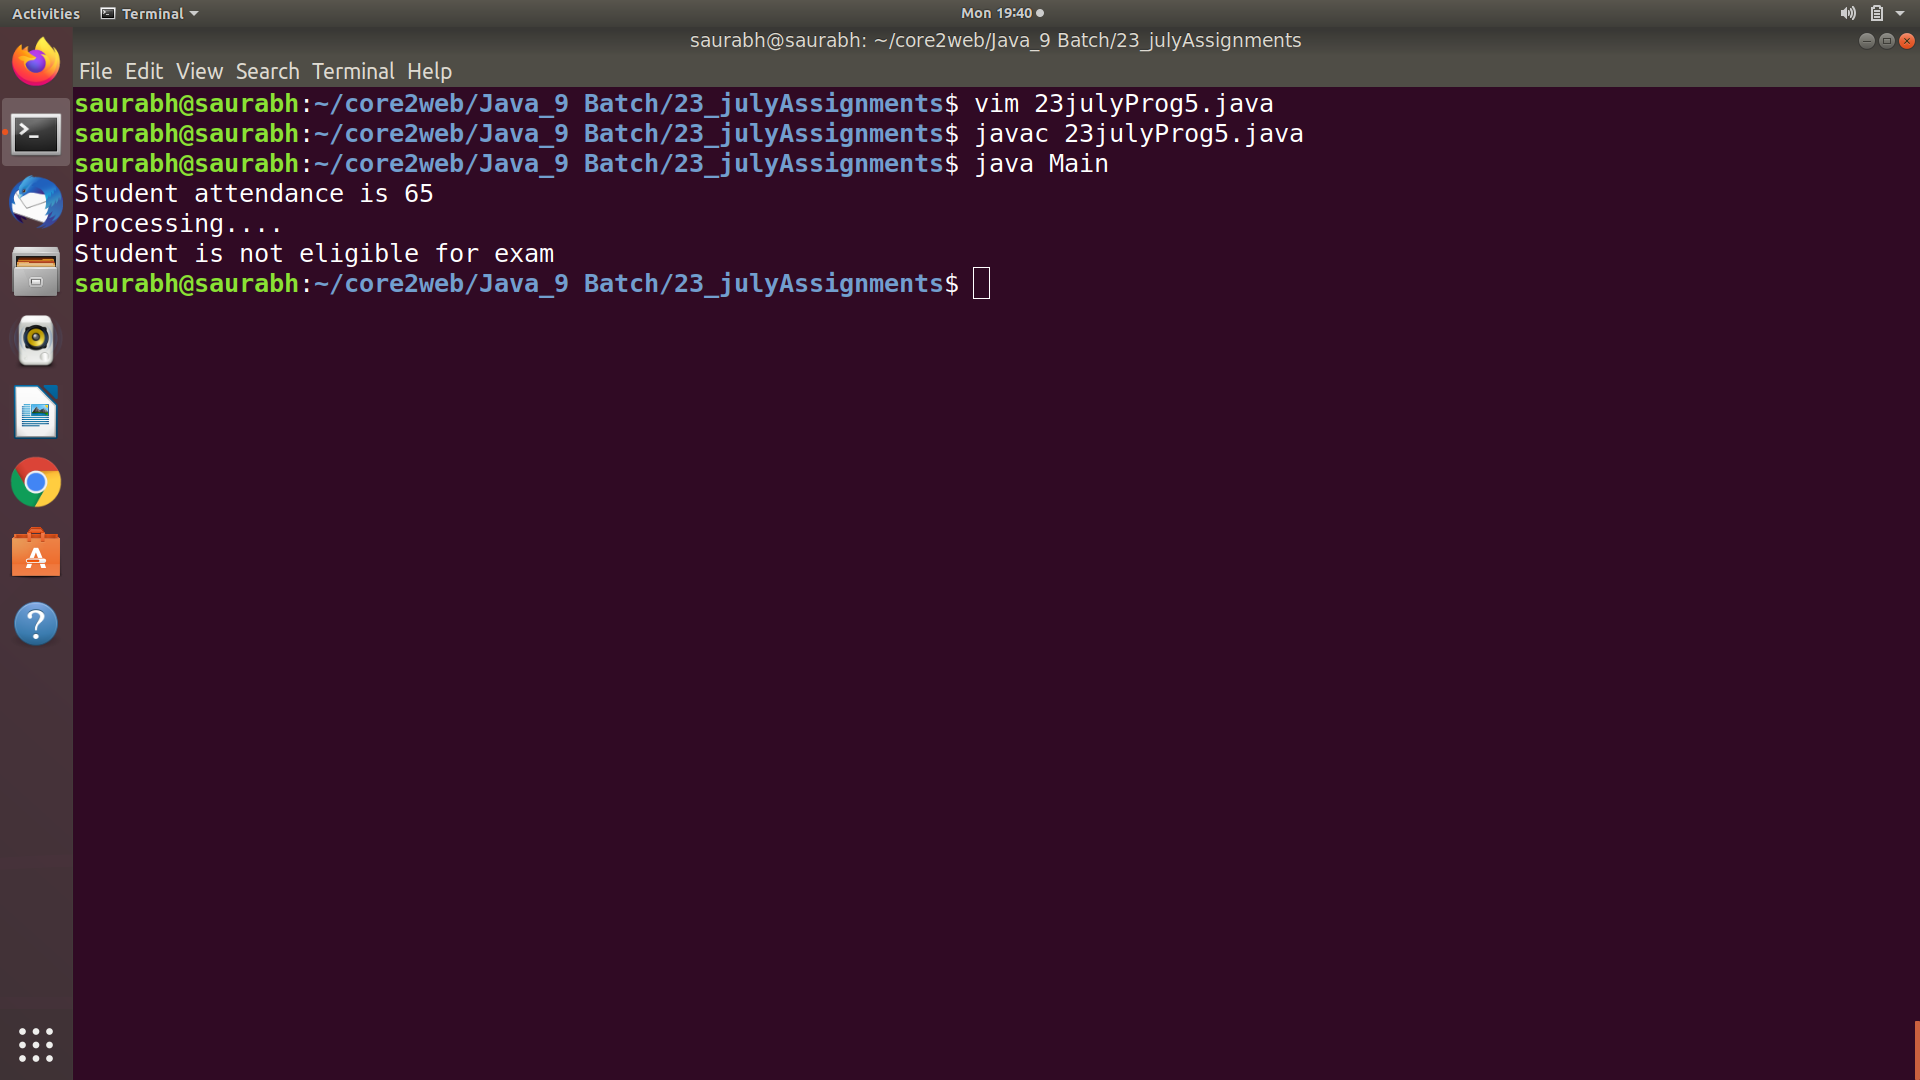 Activities Terminal Mon 19:40
saurabh@saurabh: ~/core2web/Java_9 Batch/23_julyAssignments
File Edit View Search Terminal Help
saurabh@saurabh:~/core2web/Java_9 Batch/23_julyAssignments$ vim 23julyProg5.java
saurabh@saurabh:~/core2web/Java_9 Batch/23_julyAssignments$ javac 23julyProg5.java
saurabh@saurabh:~/core2web/Java_9 Batch/23_julyAssignments$ java Main
Student attendance is 65
Processing....
Student is not eligible for exam
saurabh@saurabh:~/core2web/Java_9 Batch/23_julyAssignments$